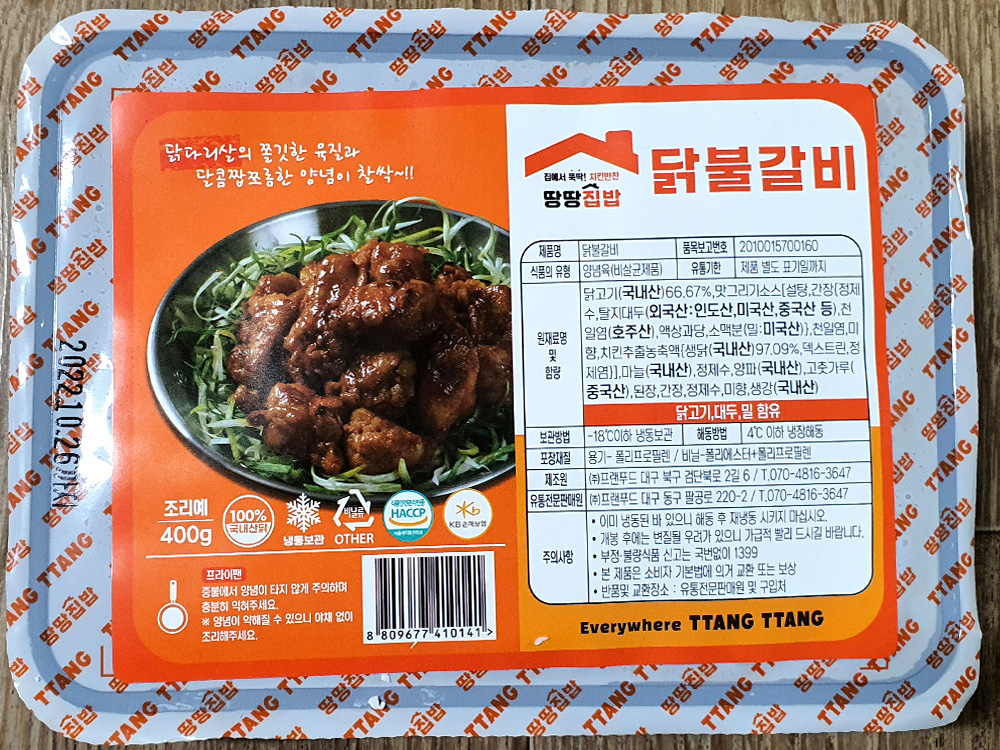 땅땅집밥
TTANG
닭다리살의 쫄깃한 육질과
달콤짭쪼름한 양념이 찰싹~!!
집에서 뚝딱! 치킨반찬
땅땅집밥
닭불갈비
제품명 닭불갈비 품목보고번호 2010015700160
식품의 유형 양념육(비살균제품) 유통기한 제품 별도 표기일까지
원재료명 및 함량
닭고기(국내산)66.67%,맛그리기소스{설탕,간장{정제
수,탈지대두(외국산:인도산,미국산,중국산 등),천
일염(호주산),액상과당,소맥분(밀:미국산)},천일염,미
향,치킨추출농축액{생닭(국내산)97.09%,덱스트린,정
제염}],마늘(국내산),정제수,양파(국내산),고춧가루(
중국산),된장,간장,정제수,미향,생강(국내산)
닭고기,대두,밀 함유
보관방법 -18℃이하 냉동보관 해동방법 4℃ 이하 냉장해동
포장재질 용기- 폴리프로필렌 / 비닐-폴리에스터+폴리프로필렌
제조원 ㈜프랜푸드 대구 북구 검단북로 2길 6 / T.070-4816-3647
유통전문판매원 ㈜프랜푸드 대구 동구 팔공로 220-2 / T.070-4816-3647
주의사항
• 이미 냉동된 바 있으니 해동 후 재냉동 시키지 마십시오.
• 개봉 후에는 변질될 우려가 있으니 가급적 빨리 드시길 바랍니다.
• 부정·불량식품 신고는 국번없이 1399
• 본 제품은 소비자 기본법에 의거 교환 또는 보상
• 반품및 교환장소 : 유통전문판매원 및 구입처
2022.10.26까지
조리예
400g
100%
국내산닭
냉동보관
비닐류
OTHER
HACCP
KB손해보험
프라이팬
중불에서 양념이 타지 않게 주의하며
충분히 익혀주세요.
※ 양념이 약해질 수 있으니 야채 없이
조리해주세요.
8 809677 410141 >
Everywhere TTANG TTANG